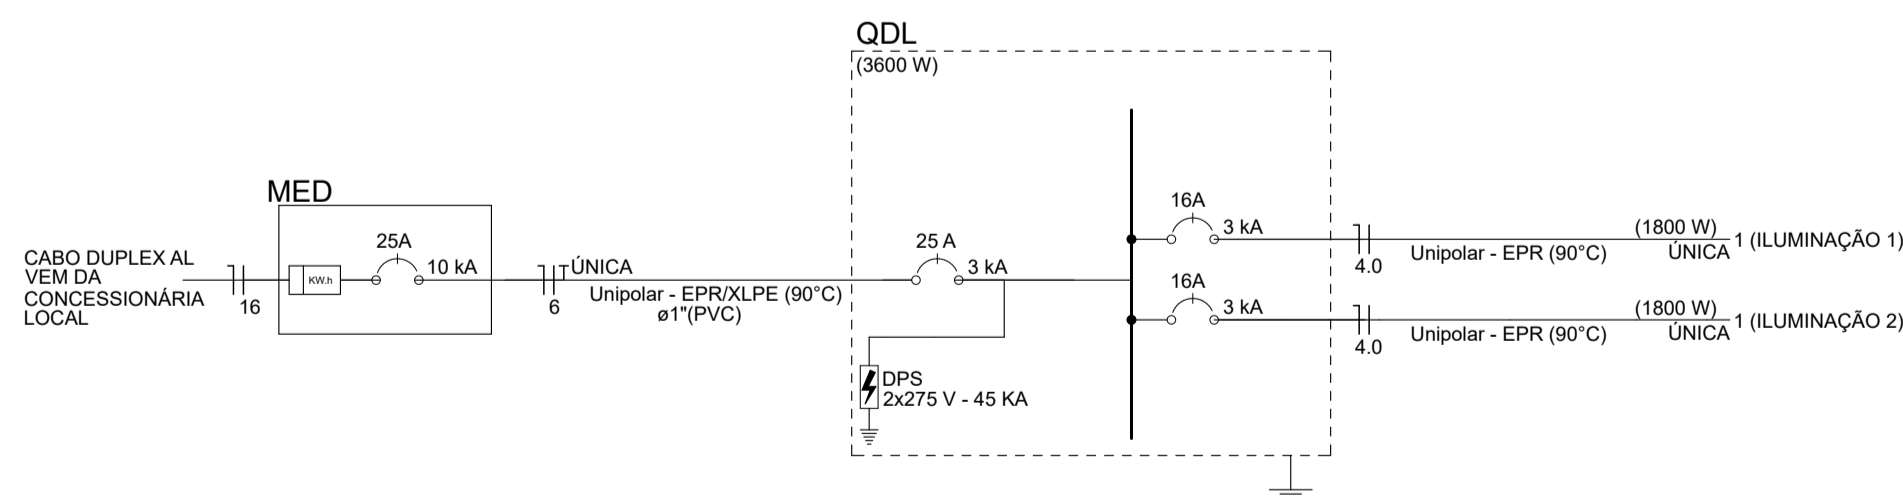 QDL
(3600 W)
MED
CABO DUPLEX AL
VEM DA
CONCESSIONÁRIA
LOCAL
16
KW.h
25A
10 kA
ÚNICA
6
Unipolar - EPR/XLPE (90°C)
ø1"(PVC)
25 A
3 kA
DPS
2x275 V - 45 KA
16A
3 kA
4.0
Unipolar - EPR (90°C)
(1800 W)
ÚNICA
1 (ILUMINAÇÃO 1)
16A
3 kA
4.0
Unipolar - EPR (90°C)
(1800 W)
ÚNICA
1 (ILUMINAÇÃO 2)